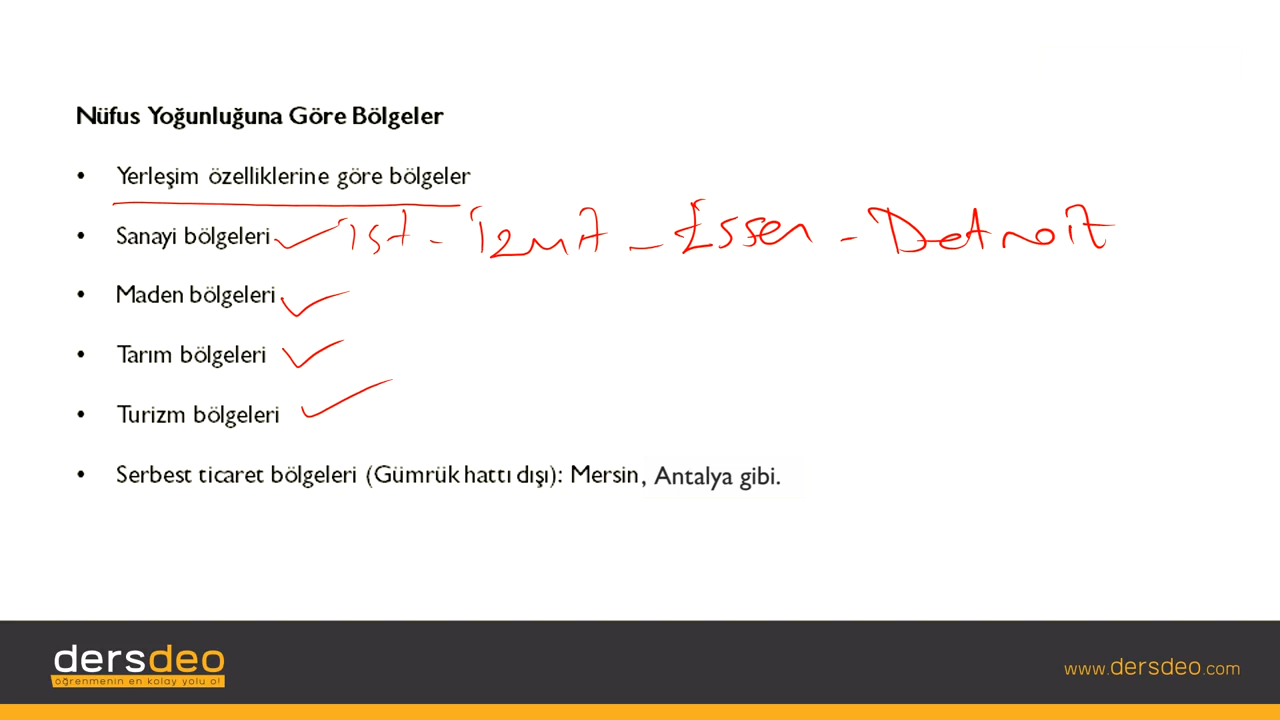 Nüfus Yoğunluğuna Göre Bölgeler
• Yerleşim özelliklerine göre bölgeler
• Sanayi bölgeleri ist - izmit - Essen - Detroit
• Maden bölgeleri
• Tarım bölgeleri
• Turizm bölgeleri
• Serbest ticaret bölgeleri (Gümrük hattı dışı): Mersin, Antalya gibi.
dersdeo
öğrenmenin en kolay yolu o!
www.dersdeo.com